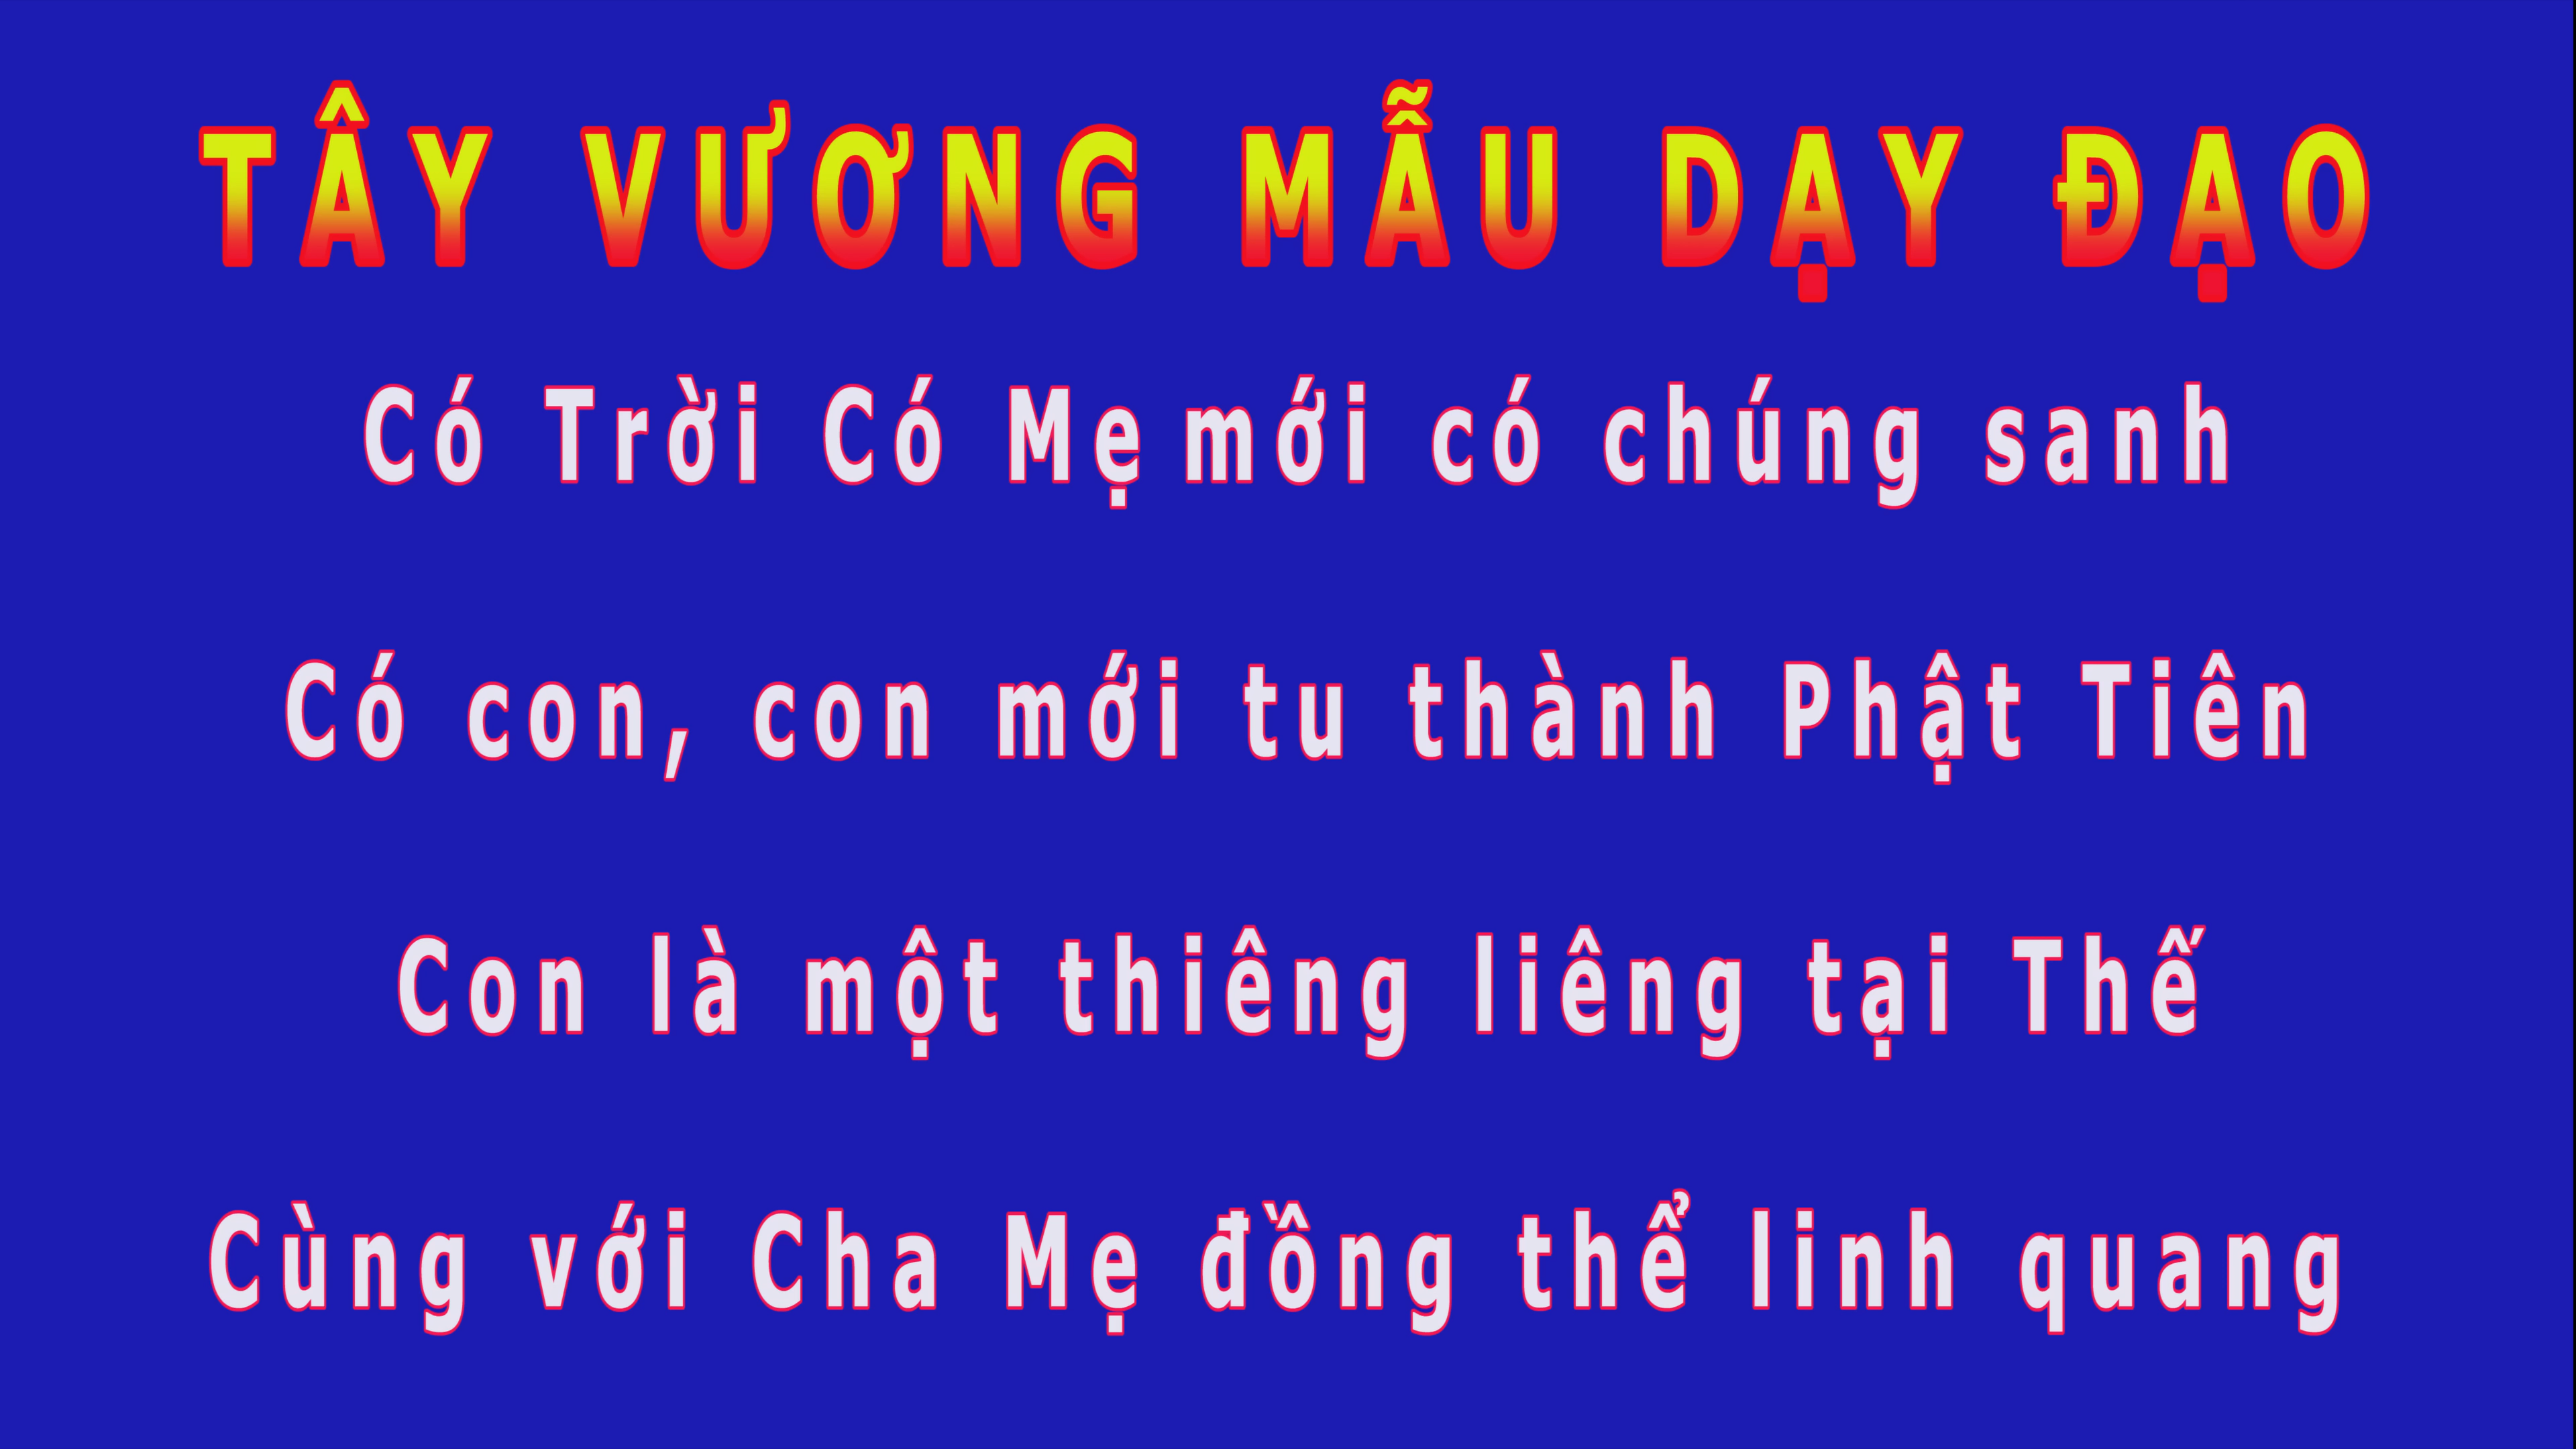 TÂY VƯƠNG MẪU DẠY ĐẠO
Có Trời Có Mẹ mới có chúng sanh
Có con, con mới tu thành Phật Tiên
Con là một thiêng liêng tại Thế
Cùng với Cha Mẹ đồng thể linh quang